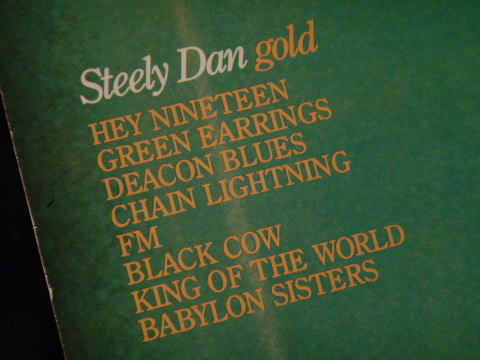 Steely Dan gold
HEY NINETEEN
GREEN EARRINGS
DEACON BLUES
CHAIN LIGHTNING
FM
BLACK COW
KING OF THE WORLD
BABYLON SISTERS